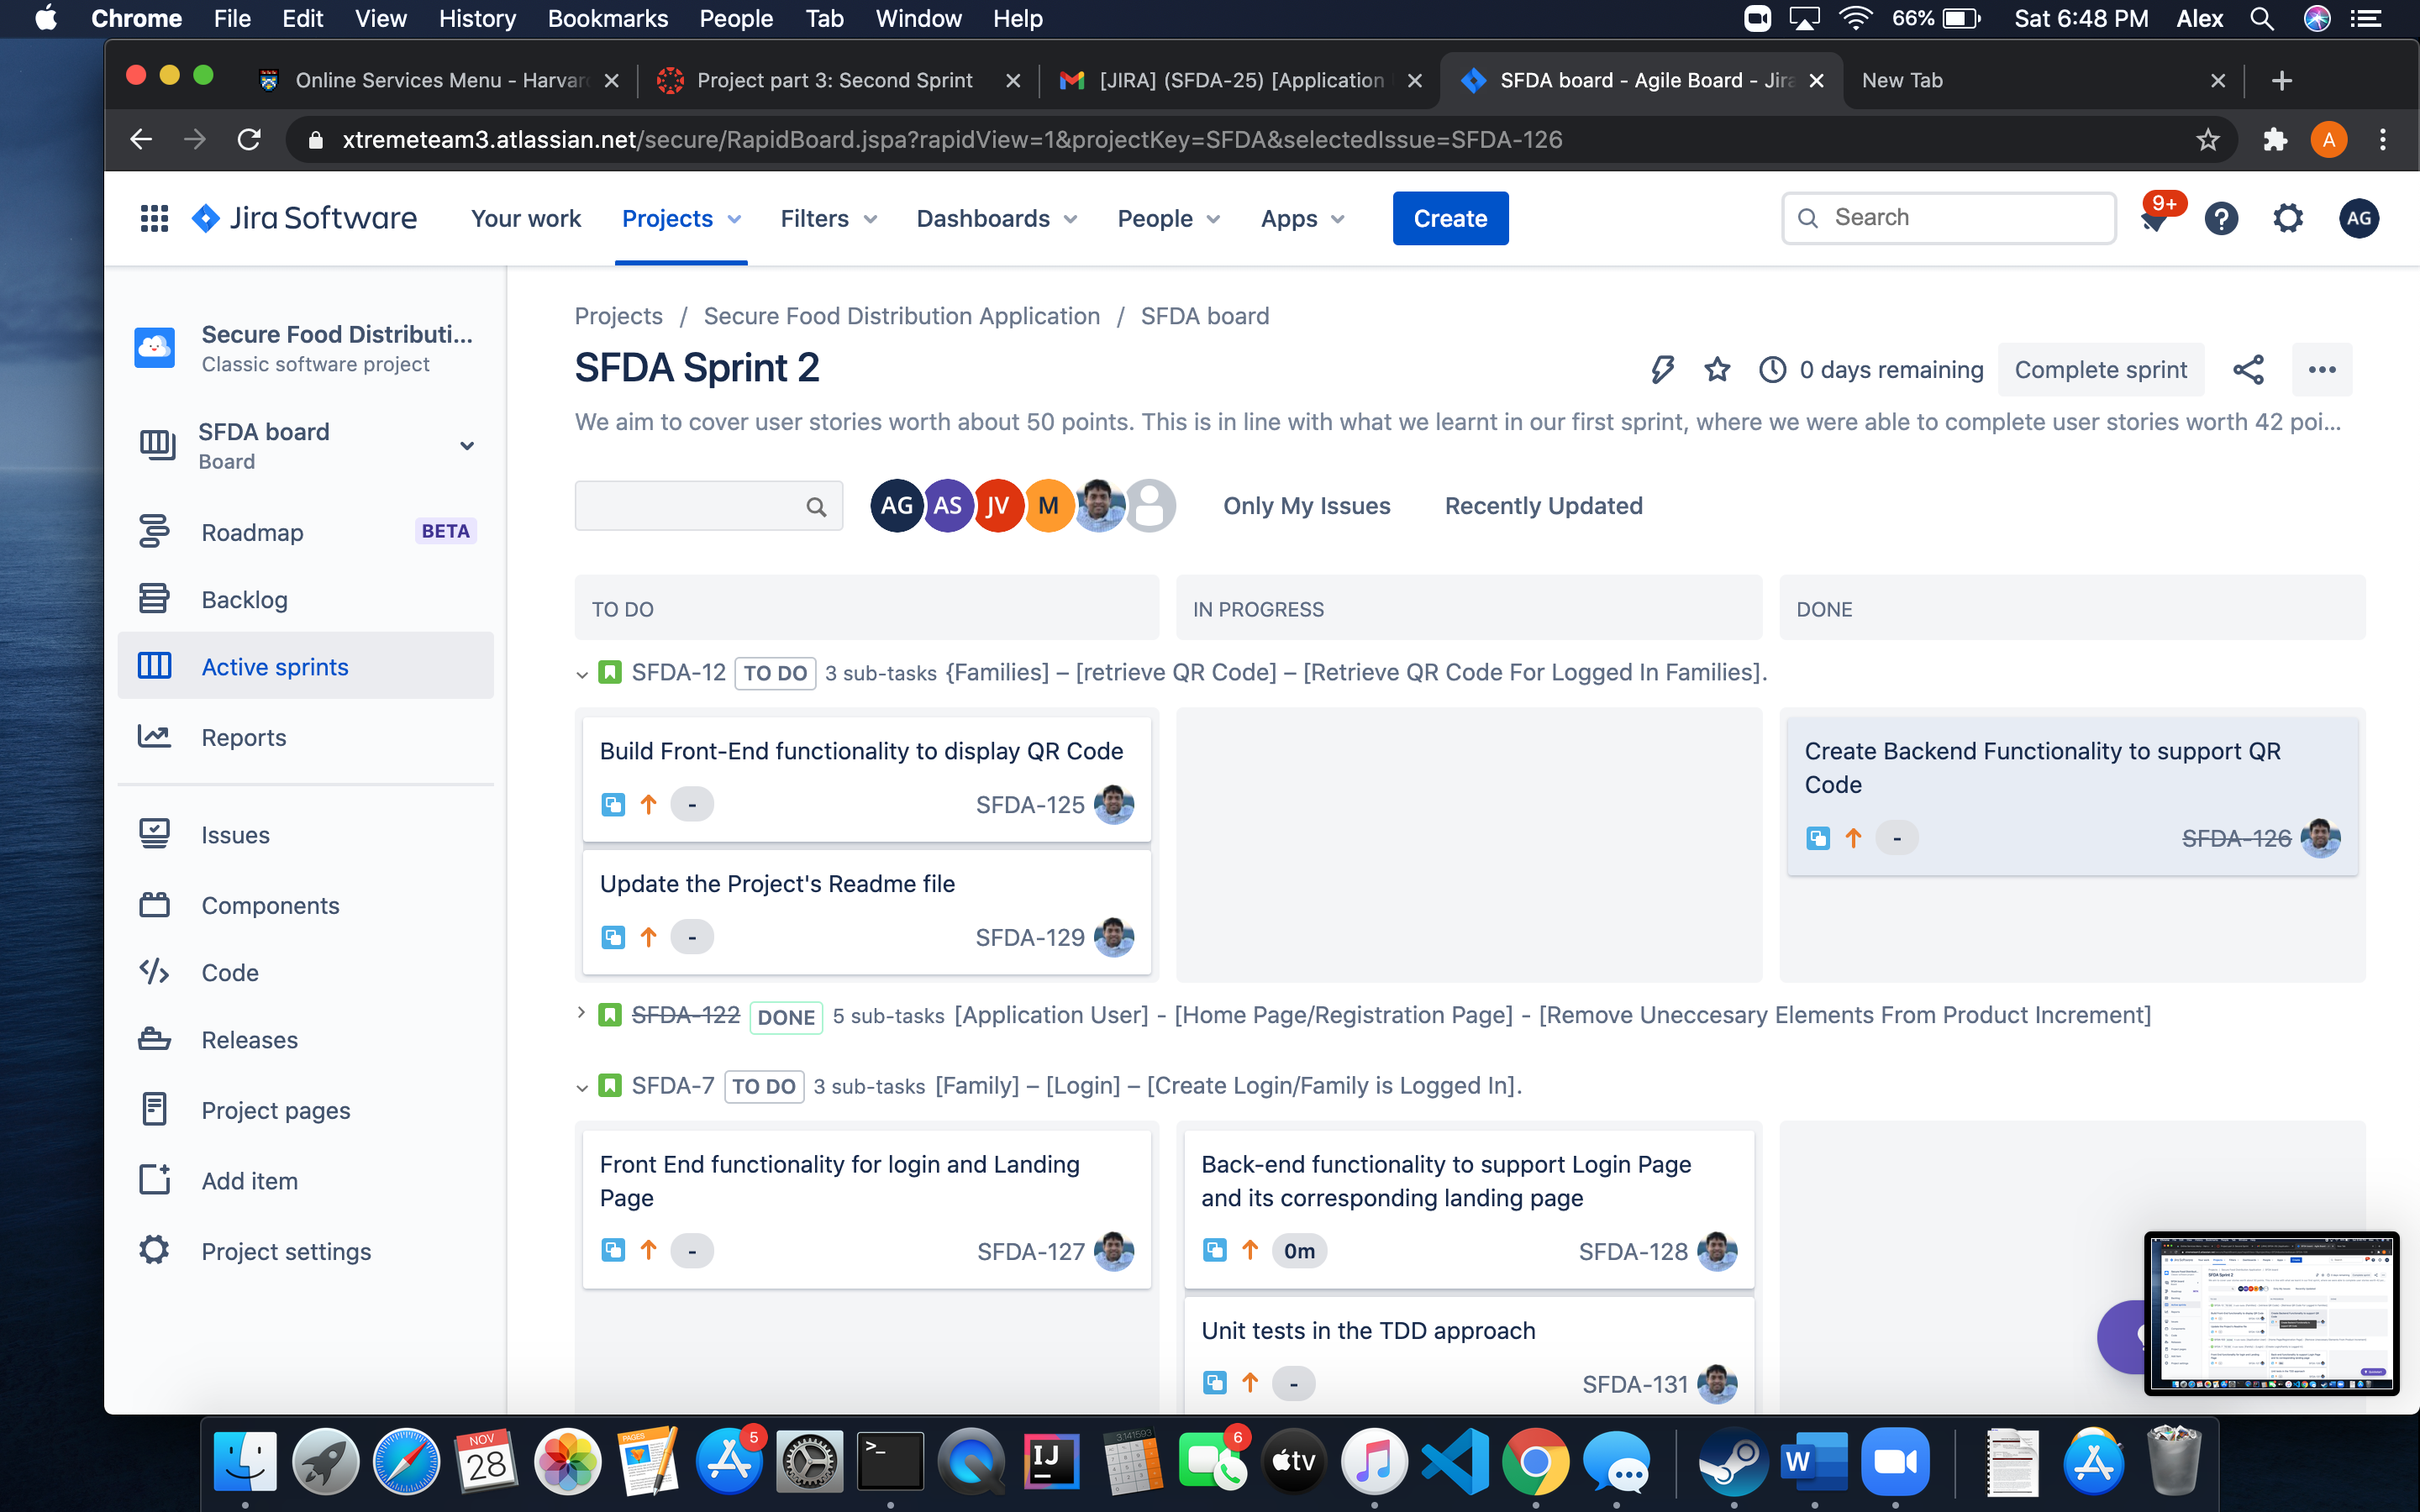 Chrome File Edit View History Bookmarks People Tab Window Help 66% Sat 6:48 PM Alex
Online Services Menu - Harvar Project part 3: Second Sprint [JIRA] (SFDA-25) [Application SFDA board - Agile Board - Jira New Tab
xtremeteam3.atlassian.net/secure/RapidBoard.jspa?rapidView=1&projectKey=SFDA&selectedIssue=SFDA-126 A
Jira Software Your work Projects Filters Dashboards People Apps Create Search 9+ AG
Secure Food Distributi...
Classic software project
SFDA board
Board
Roadmap BETA
Backlog
Active sprints
Reports
Issues
Components
Code
Releases
Project pages
Add item
Project settings
Projects / Secure Food Distribution Application / SFDA board
SFDA Sprint 2
0 days remaining Complete sprint
We aim to cover user stories worth about 50 points. This is in line with what we learnt in our first sprint, where we were able to complete user stories worth 42 poi...
AG AS JV M Only My Issues Recently Updated
TO DO IN PROGRESS DONE
SFDA-12 TO DO 3 sub-tasks {Families] – [retrieve QR Code] – [Retrieve QR Code For Logged In Families].
Build Front-End functionality to display QR Code
- SFDA-125
Update the Project's Readme file
- SFDA-129
Create Backend Functionality to support QR
Code
- SFDA-126
SFDA-122 DONE 5 sub-tasks [Application User] - [Home Page/Registration Page] - [Remove Uneccesary Elements From Product Increment]
SFDA-7 TO DO 3 sub-tasks [Family] – [Login] – [Create Login/Family is Logged In].
Front End functionality for login and Landing
Page
- SFDA-127
Back-end functionality to support Login Page
and its corresponding landing page
0m SFDA-128
Unit tests in the TDD approach
- SFDA-131
NOV
28
PAGES
5
>_
IJ
3.141593
6
tv
W